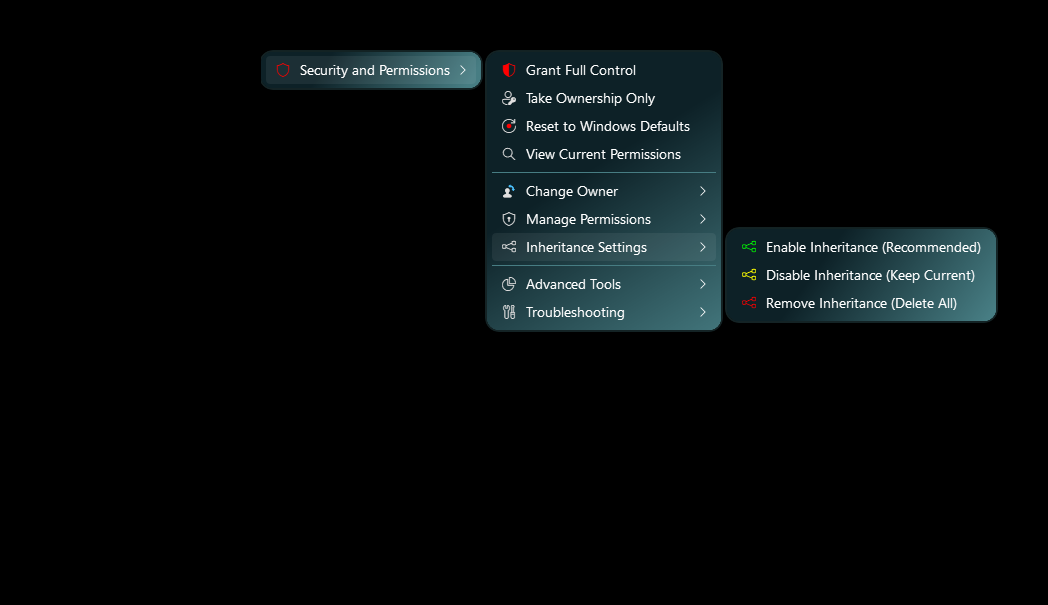 Security and Permissions
Grant Full Control
Take Ownership Only
Reset to Windows Defaults
View Current Permissions
Change Owner
Manage Permissions
Inheritance Settings
Advanced Tools
Troubleshooting
Enable Inheritance (Recommended)
Disable Inheritance (Keep Current)
Remove Inheritance (Delete All)